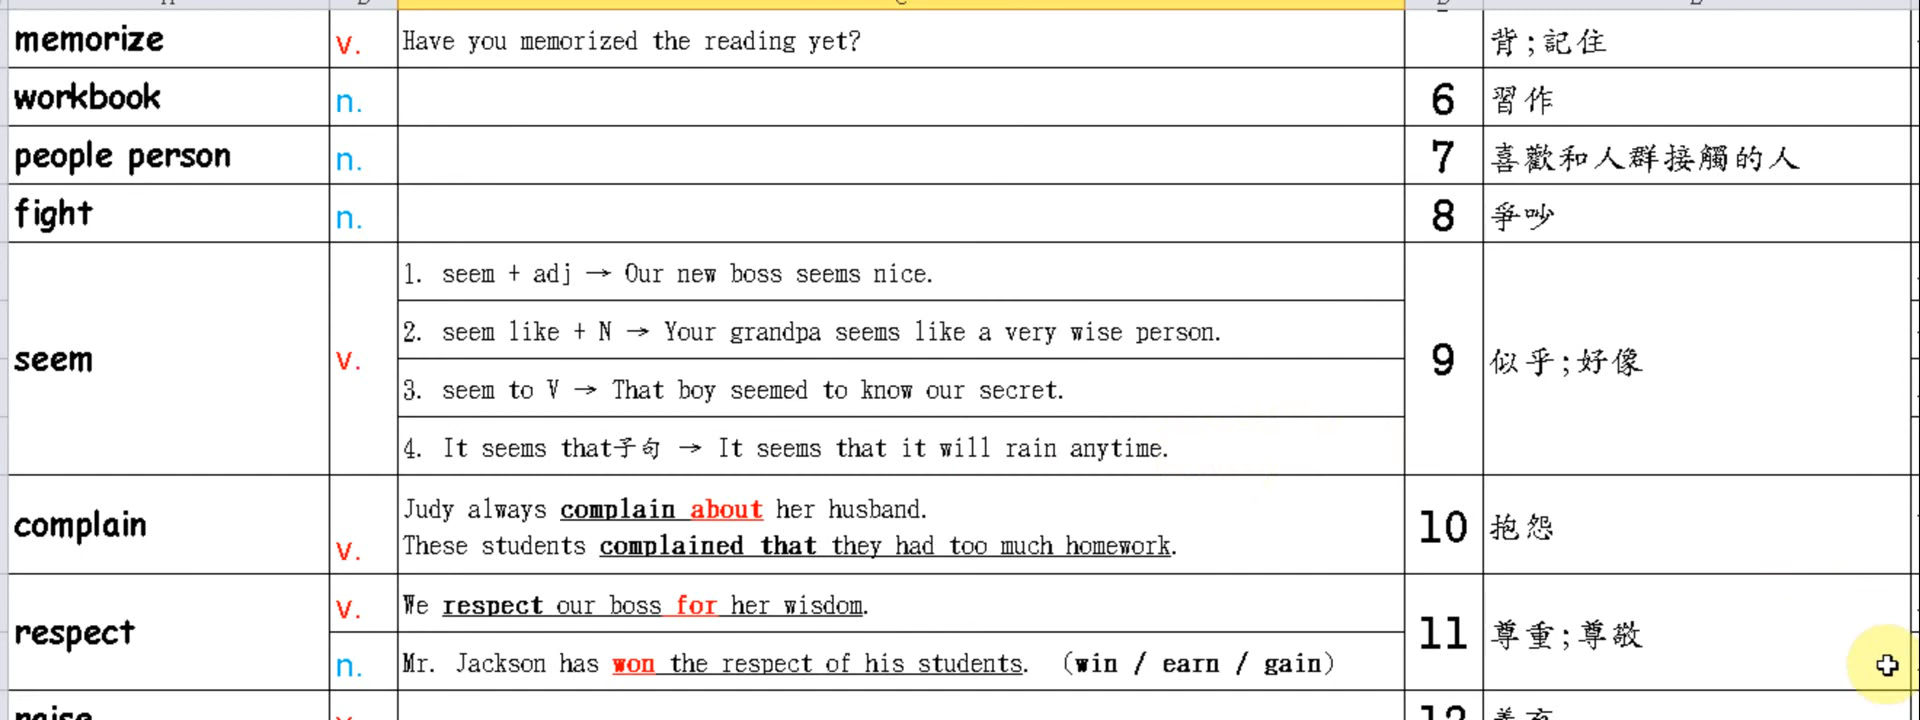 memorize v. Have you memorized the reading yet? 背;記住
workbook n. 6 習作
people person n. 7 喜歡和人群接觸的人
fight n. 8 爭吵
seem v. 1. seem + adj → Our new boss seems nice. 9 似乎;好像
2. seem like + N → Your grandpa seems like a very wise person.
3. seem to V → That boy seemed to know our secret.
4. It seems that子句 → It seems that it will rain anytime.
complain v. Judy always complain about her husband. 10 抱怨
These students complained that they had too much homework.
respect v. We respect our boss for her wisdom. 11 尊重;尊敬
n. Mr. Jackson has won the respect of his students. (win / earn / gain)
raise v. 12 養育